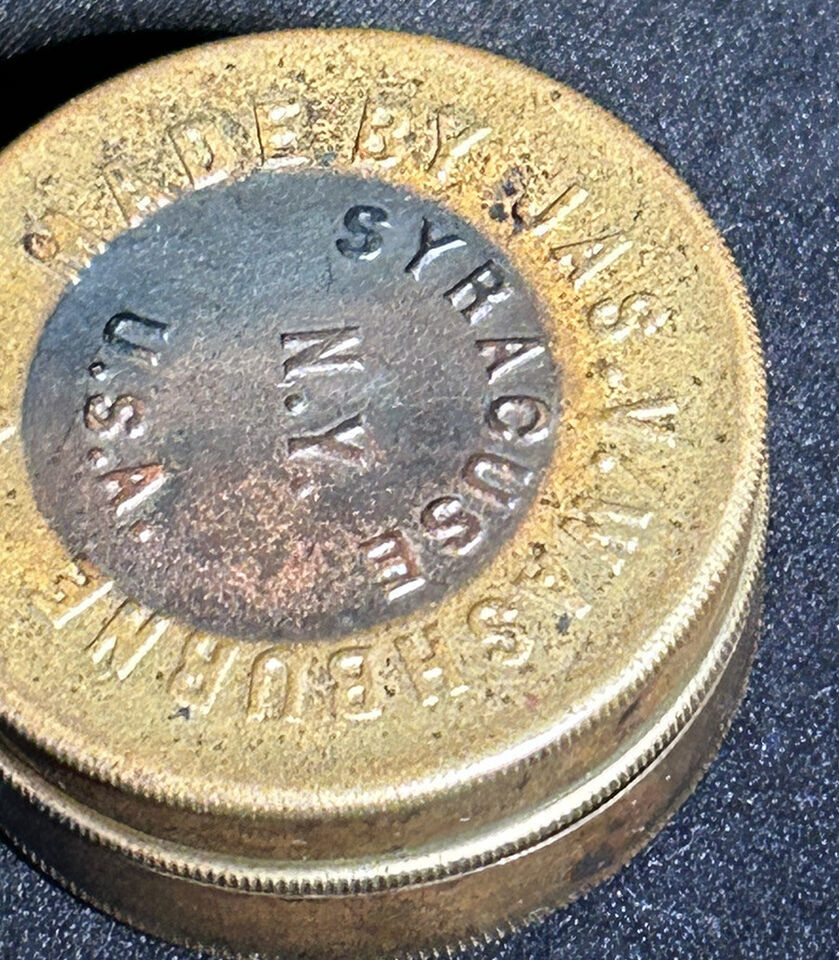 MADE BY JAS. V. WASHBURNE
SYRACUSE
N.Y.
U.S.A.